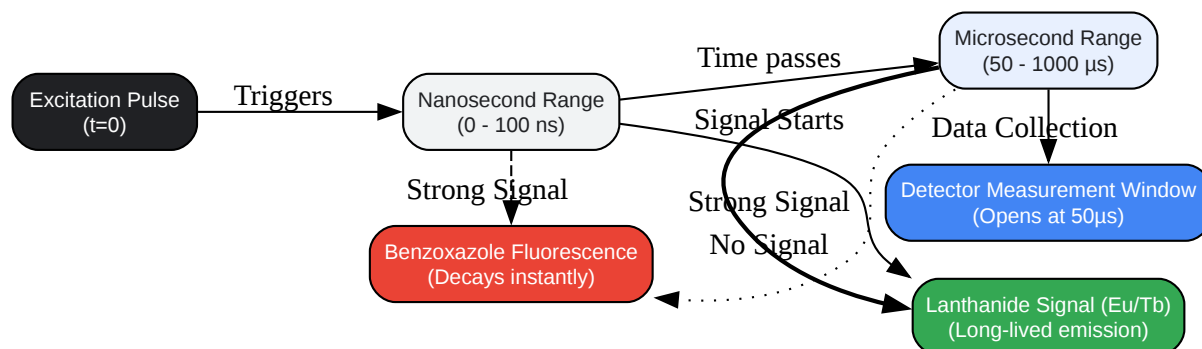 Excitation Pulse
(t=0)
Triggers
Nanosecond Range
(0 - 100 ns)
Time passes
Signal Starts
Microsecond Range
(50 - 1000 µs)
Data Collection
Strong Signal
Strong Signal
No Signal
Detector Measurement Window
(Opens at 50µs)
Benzoxazole Fluorescence
(Decays instantly)
Lanthanide Signal (Eu/Tb)
(Long-lived emission)